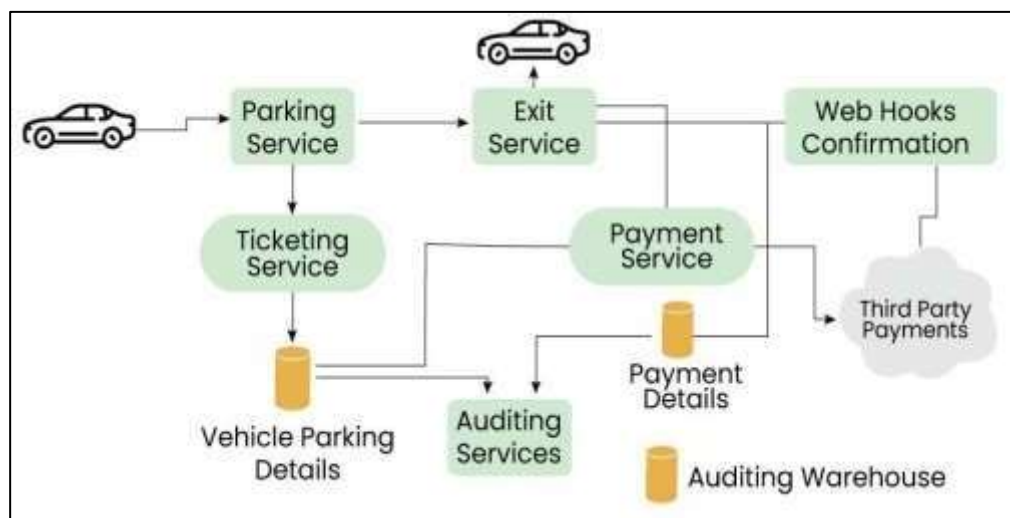 Parking
Service
Exit
Service
Web Hooks
Confirmation
Ticketing
Service
Payment
Service
Third Party
Payments
Vehicle Parking
Details
Payment
Details
Auditing
Services
Auditing Warehouse